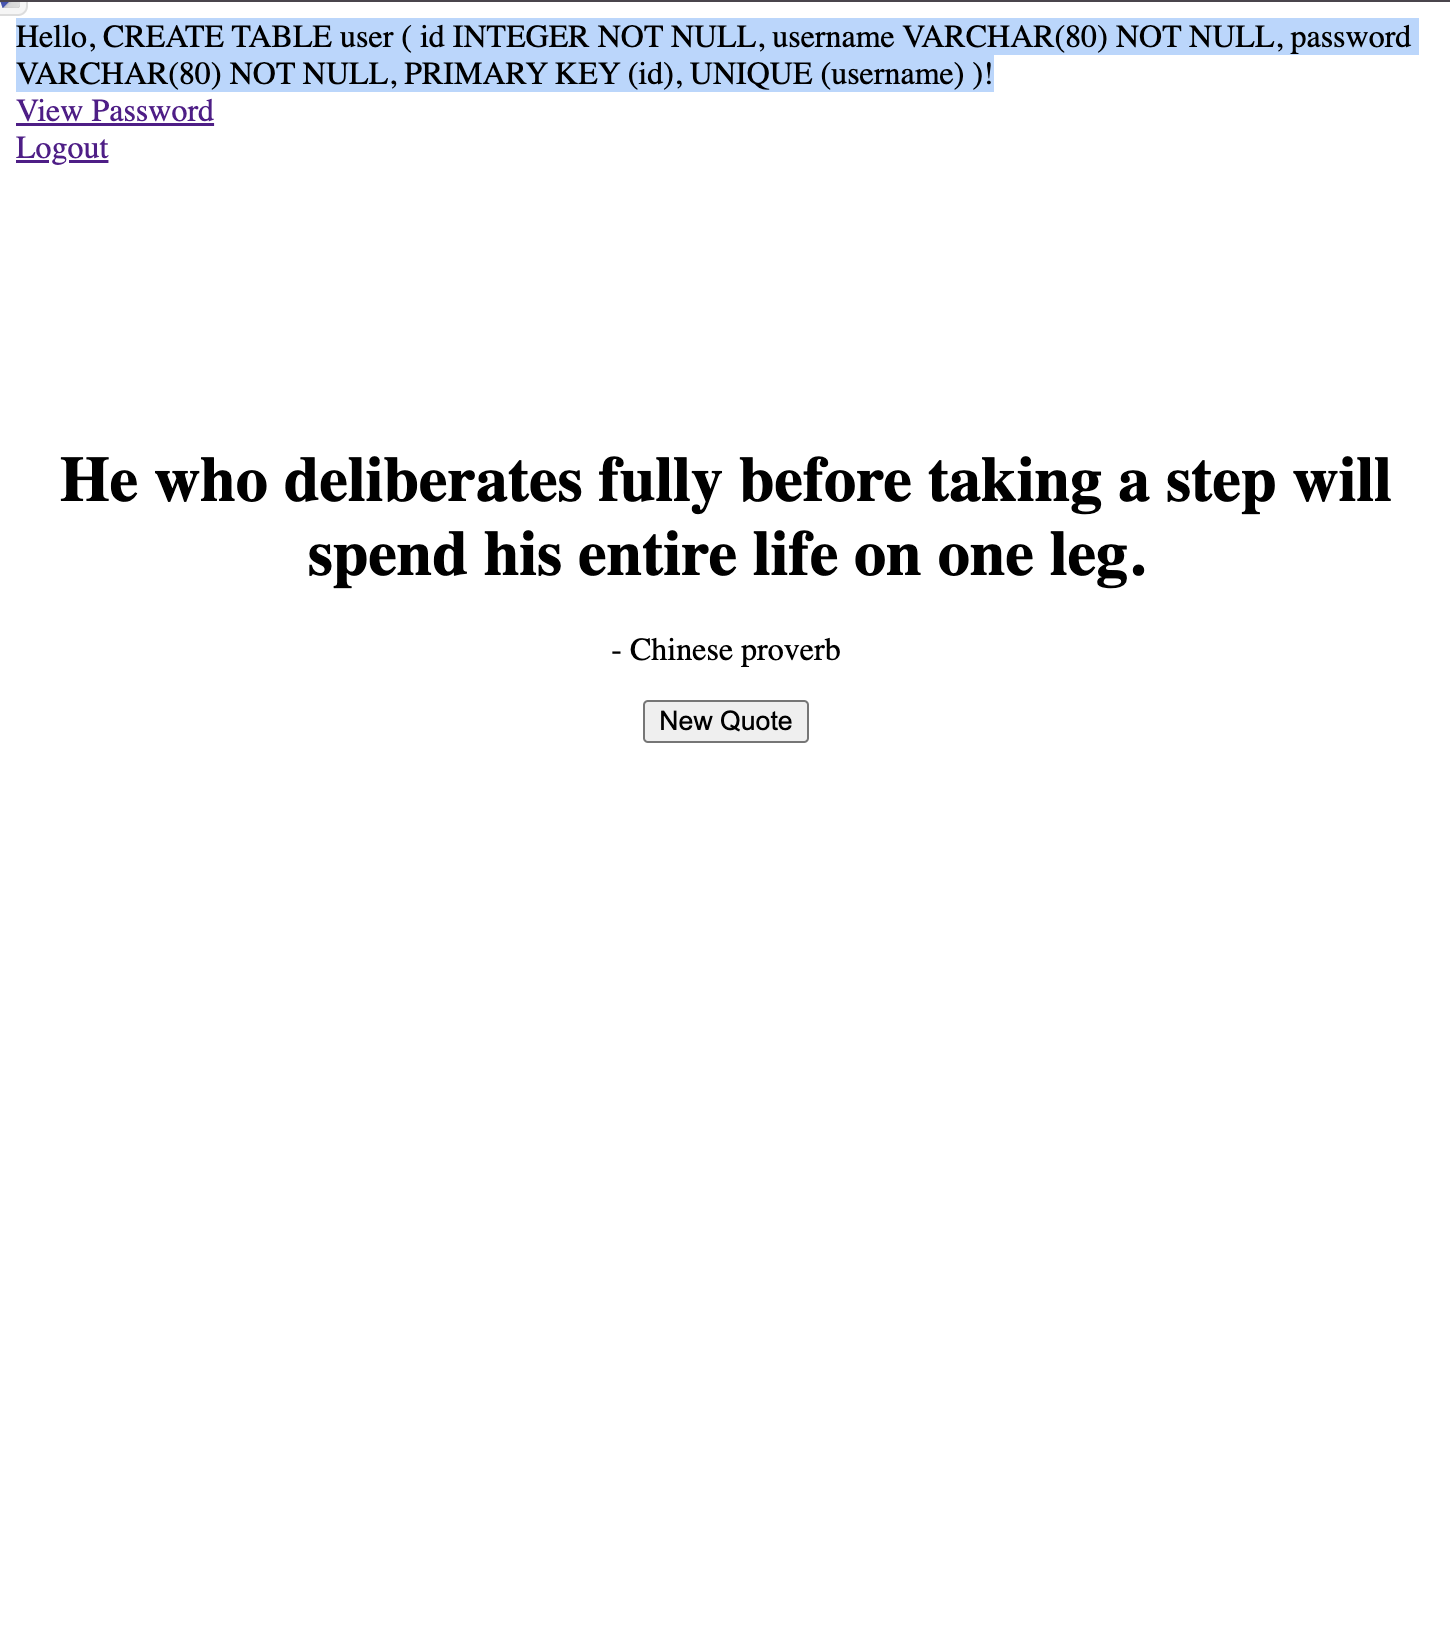 Hello, CREATE TABLE user ( id INTEGER NOT NULL, username VARCHAR(80) NOT NULL, password
VARCHAR(80) NOT NULL, PRIMARY KEY (id), UNIQUE (username) )!
View Password
Logout
He who deliberates fully before taking a step will
spend his entire life on one leg.
- Chinese proverb
New Quote